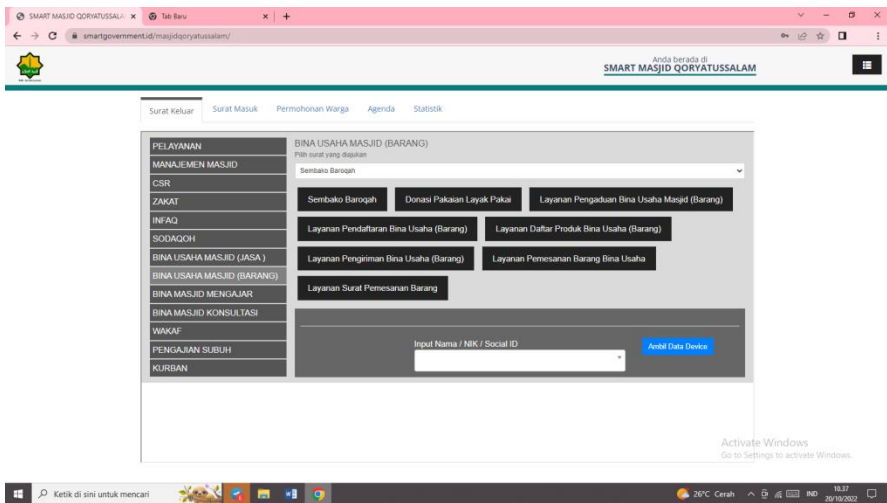 SMART MASJID QORYATUSSALA
Tab Baru
smartgovernment.id/masjidqoryatussalam/
Anda berada di
SMART MASJID QORYATUSSALAM
Surat Keluar
Surat Masuk
Permohonan Warga
Agenda
Statistik
PELAYANAN
MANAJEMEN MASJID
CSR
ZAKAT
INFAQ
SODAQOH
BINA USAHA MASJID (JASA )
BINA USAHA MASJID (BARANG)
BINA MASJID MENGAJAR
BINA MASJID KONSULTASI
WAKAF
PENGAJIAN SUBUH
KURBAN
BINA USAHA MASJID (BARANG)
Pilih surat yang diajukan
Sembako Baroqah
Sembako Baroqah
Donasi Pakaian Layak Pakai
Layanan Pengaduan Bina Usaha Masjid (Barang)
Layanan Pendaftaran Bina Usaha (Barang)
Layanan Daftar Produk Bina Usaha (Barang)
Layanan Pengiriman Bina Usaha (Barang)
Layanan Pemesanan Barang Bina Usaha
Layanan Surat Pemesanan Barang
Input Nama / NIK / Social ID
Ambil Data Device
Activate Windows
Go to Settings to activate Windows.
Ketik di sini untuk mencari
26°C Cerah
IND
18.37
20/10/2022